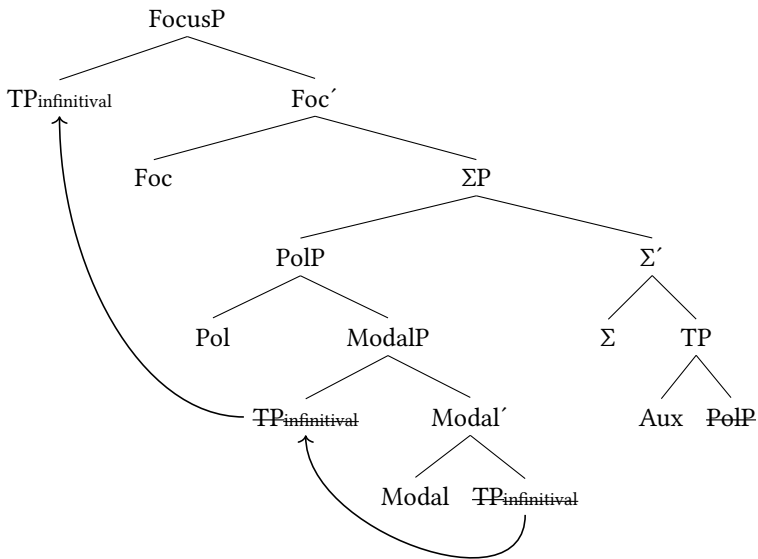 FocusP
TPinfinitival Foc´
Foc ΣP
PolP Σ´
Pol ModalP Σ TP
TPinfinitival Modal´ Aux PolP
Modal TPinfinitival